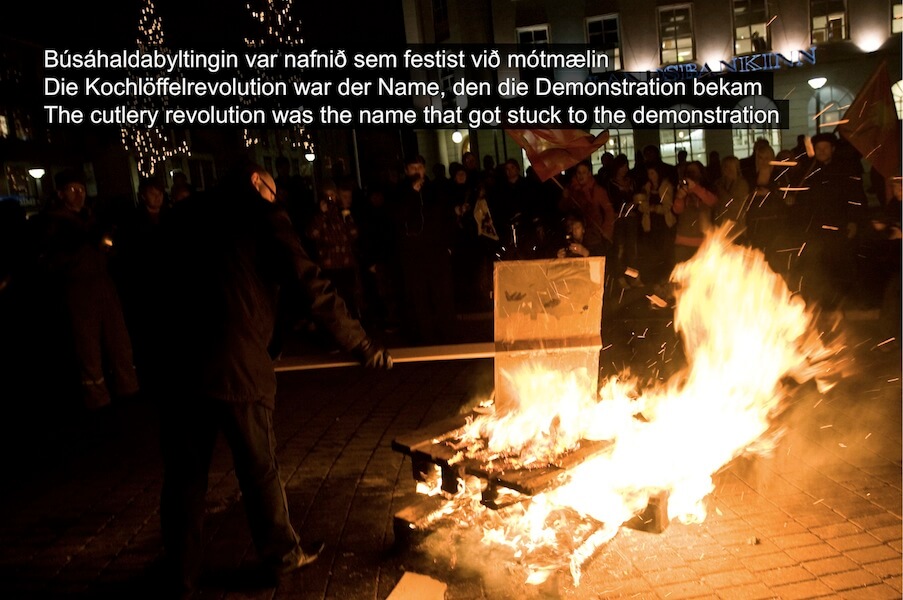 Búsáhaldabyltingin var nafnið sem festist við mótmælin
Die Kochlöffelrevolution war der Name, den die Demonstration bekam
The cutlery revolution was the name that got stuck to the demonstration